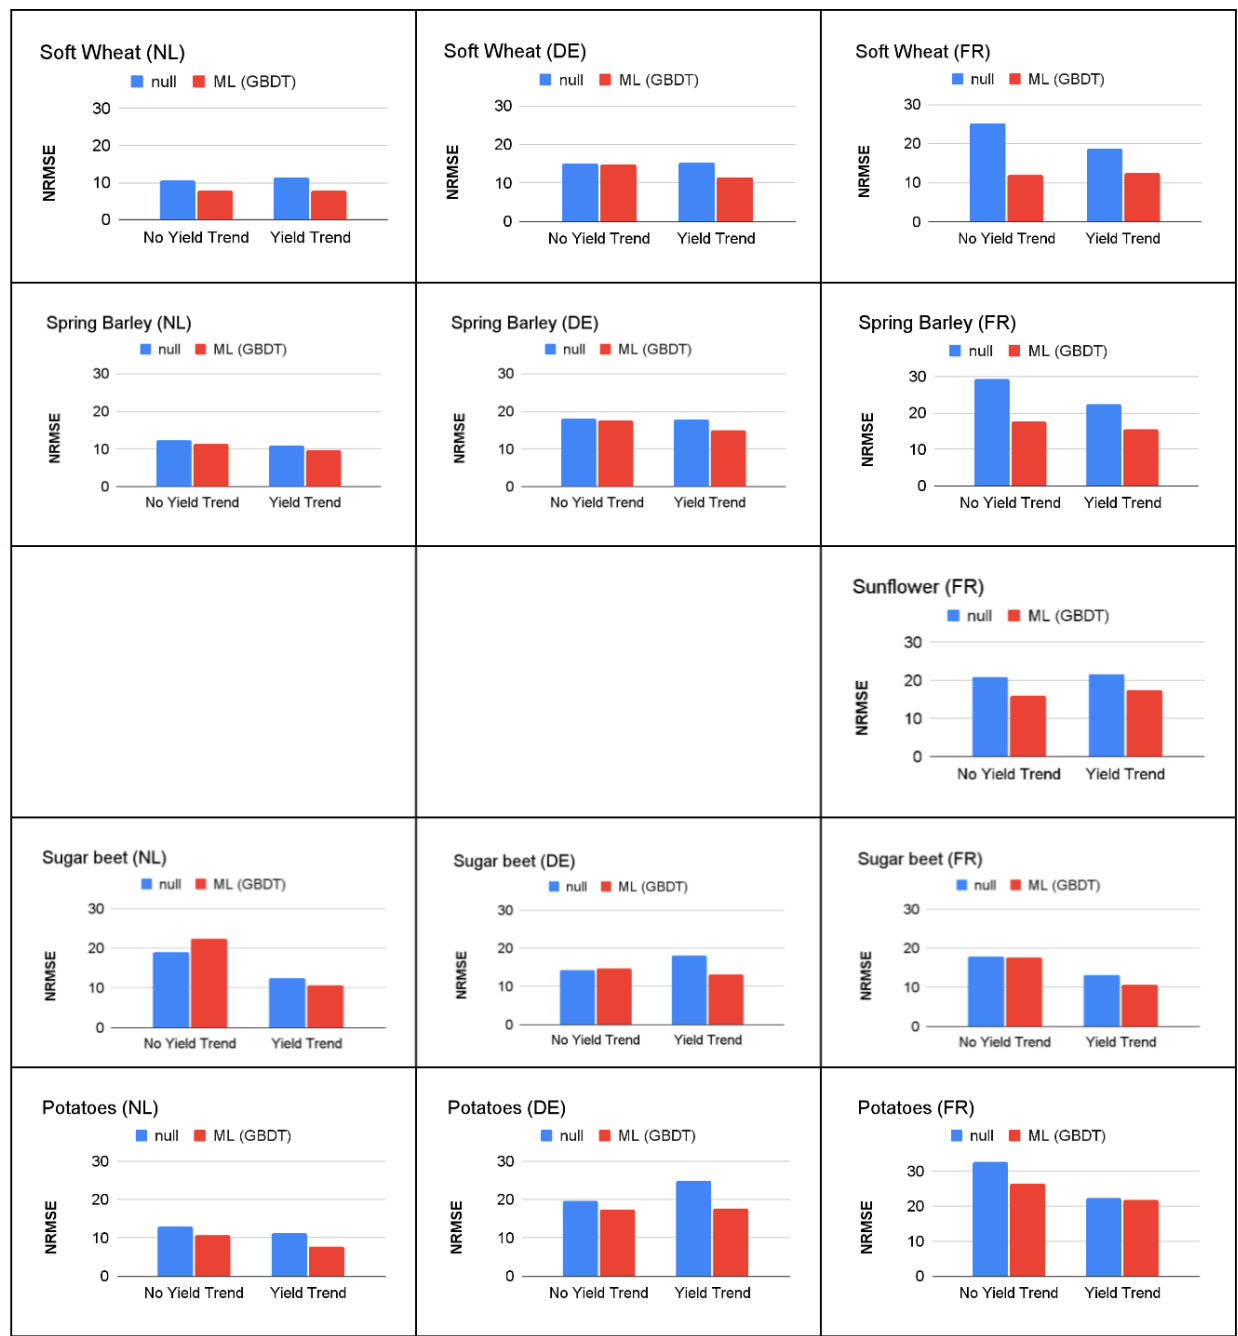 Soft Wheat (NL)
null ML (GBDT)
30
20
10
0
NRMSE
No Yield Trend Yield Trend
Soft Wheat (DE)
null ML (GBDT)
30
20
10
0
NRMSE
No Yield Trend Yield Trend
Soft Wheat (FR)
null ML (GBDT)
30
20
10
0
NRMSE
No Yield Trend Yield Trend
Spring Barley (NL)
null ML (GBDT)
30
20
10
0
NRMSE
No Yield Trend Yield Trend
Spring Barley (DE)
null ML (GBDT)
30
20
10
0
NRMSE
No Yield Trend Yield Trend
Spring Barley (FR)
null ML (GBDT)
30
20
10
0
NRMSE
No Yield Trend Yield Trend
Sunflower (FR)
null ML (GBDT)
30
20
10
0
NRMSE
No Yield Trend Yield Trend
Sugar beet (NL)
null ML (GBDT)
30
20
10
0
NRMSE
No Yield Trend Yield Trend
Sugar beet (DE)
null ML (GBDT)
30
20
10
0
NRMSE
No Yield Trend Yield Trend
Sugar beet (FR)
null ML (GBDT)
30
20
10
0
NRMSE
No Yield Trend Yield Trend
Potatoes (NL)
null ML (GBDT)
30
20
10
0
NRMSE
No Yield Trend Yield Trend
Potatoes (DE)
null ML (GBDT)
30
20
10
0
NRMSE
No Yield Trend Yield Trend
Potatoes (FR)
null ML (GBDT)
30
20
10
0
NRMSE
No Yield Trend Yield Trend